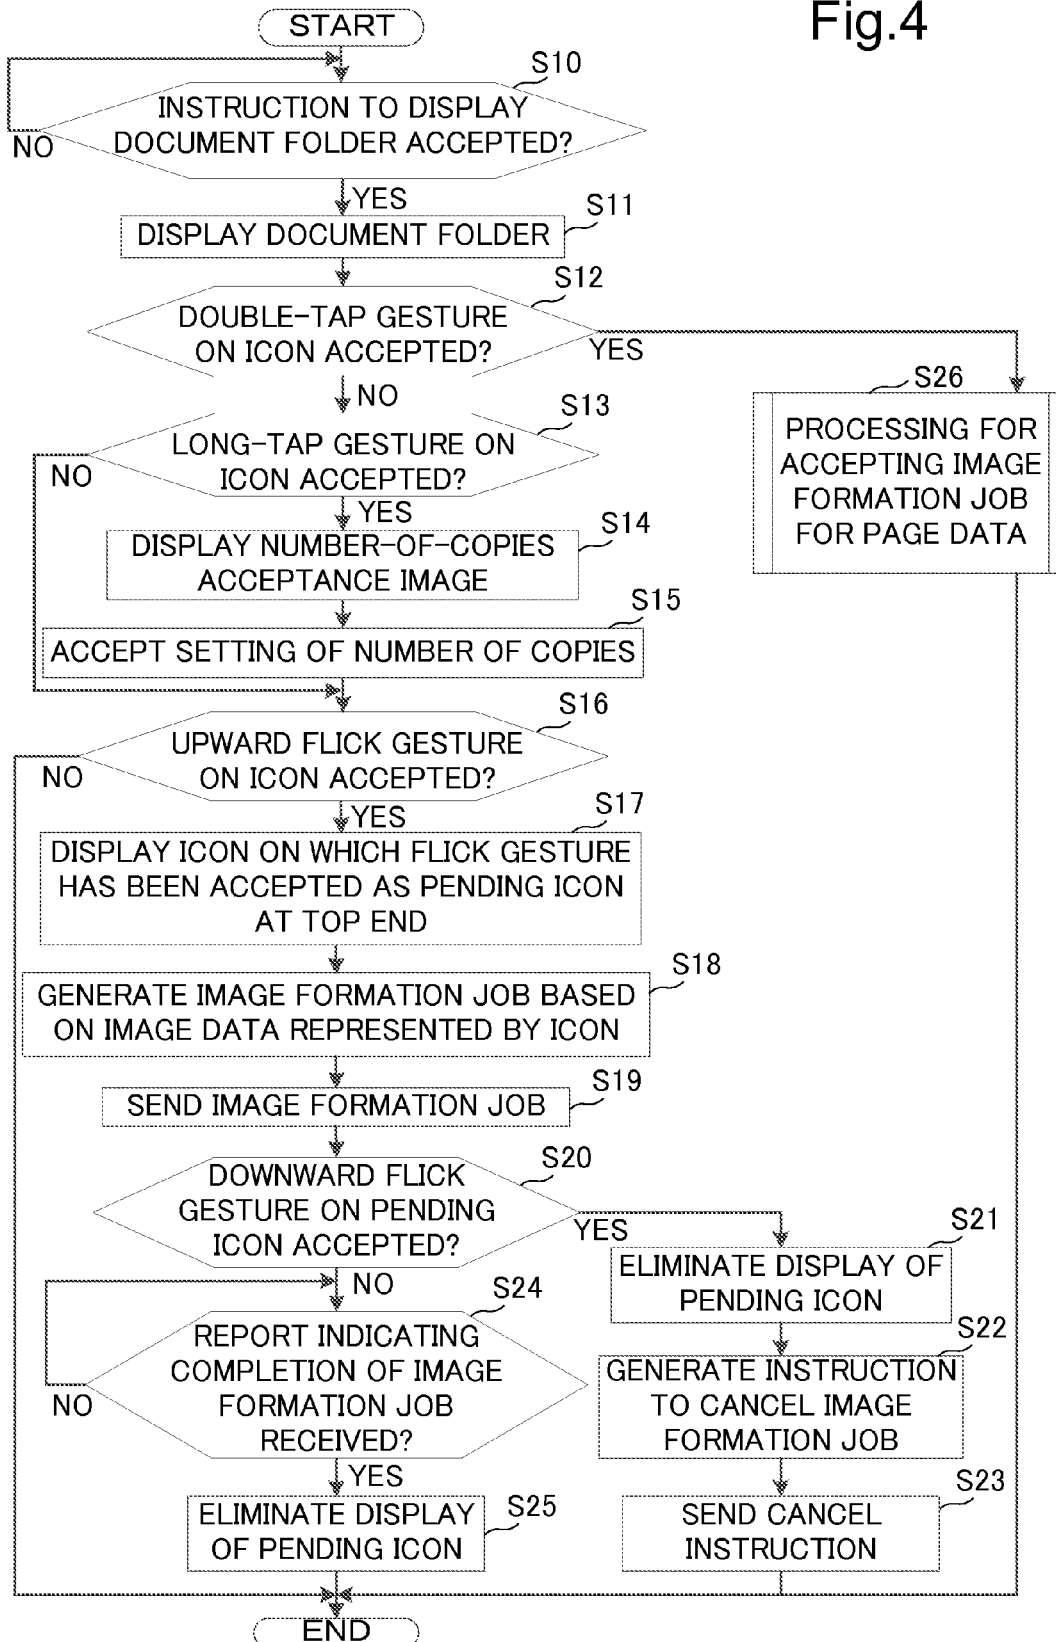 Fig.4
START
S10
INSTRUCTION TO DISPLAY
DOCUMENT FOLDER ACCEPTED?
NO
YES
S11
DISPLAY DOCUMENT FOLDER
S12
DOUBLE-TAP GESTURE
ON ICON ACCEPTED?
YES
NO
S26
PROCESSING FOR
ACCEPTING IMAGE
FORMATION JOB
FOR PAGE DATA
S13
LONG-TAP GESTURE ON
ICON ACCEPTED?
NO
YES
S14
DISPLAY NUMBER-OF-COPIES
ACCEPTANCE IMAGE
S15
ACCEPT SETTING OF NUMBER OF COPIES
S16
UPWARD FLICK GESTURE
ON ICON ACCEPTED?
NO
YES
S17
DISPLAY ICON ON WHICH FLICK GESTURE
HAS BEEN ACCEPTED AS PENDING ICON
AT TOP END
S18
GENERATE IMAGE FORMATION JOB BASED
ON IMAGE DATA REPRESENTED BY ICON
S19
SEND IMAGE FORMATION JOB
S20
DOWNWARD FLICK
GESTURE ON PENDING
ICON ACCEPTED?
YES
NO
S21
ELIMINATE DISPLAY OF
PENDING ICON
S22
GENERATE INSTRUCTION
TO CANCEL IMAGE
FORMATION JOB
S23
SEND CANCEL
INSTRUCTION
S24
REPORT INDICATING
COMPLETION OF IMAGE
FORMATION JOB
RECEIVED?
NO
YES
S25
ELIMINATE DISPLAY
OF PENDING ICON
END